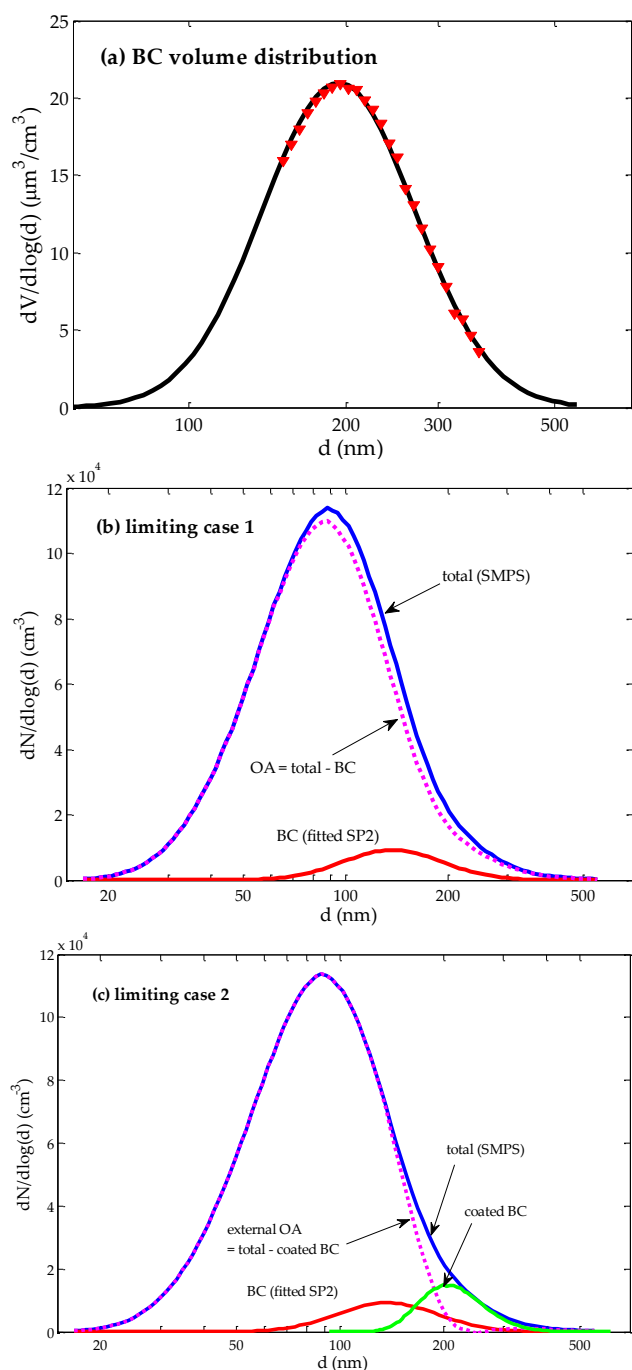 (a) BC volume distribution
dV/dlog(d) (μm³/cm³)
25
20
15
10
5
0
100
200
300
500
d (nm)
x 10⁴
(b) limiting case 1
dN/dlog(d) (cm⁻³)
12
10
8
6
4
2
0
total (SMPS)
OA = total - BC
BC (fitted SP2)
20
50
100
200
500
d (nm)
x 10⁴
(c) limiting case 2
dN/dlog(d) (cm⁻³)
12
10
8
6
4
2
0
total (SMPS)
coated BC
external OA
= total - coated BC
BC (fitted SP2)
20
50
100
200
500
d (nm)